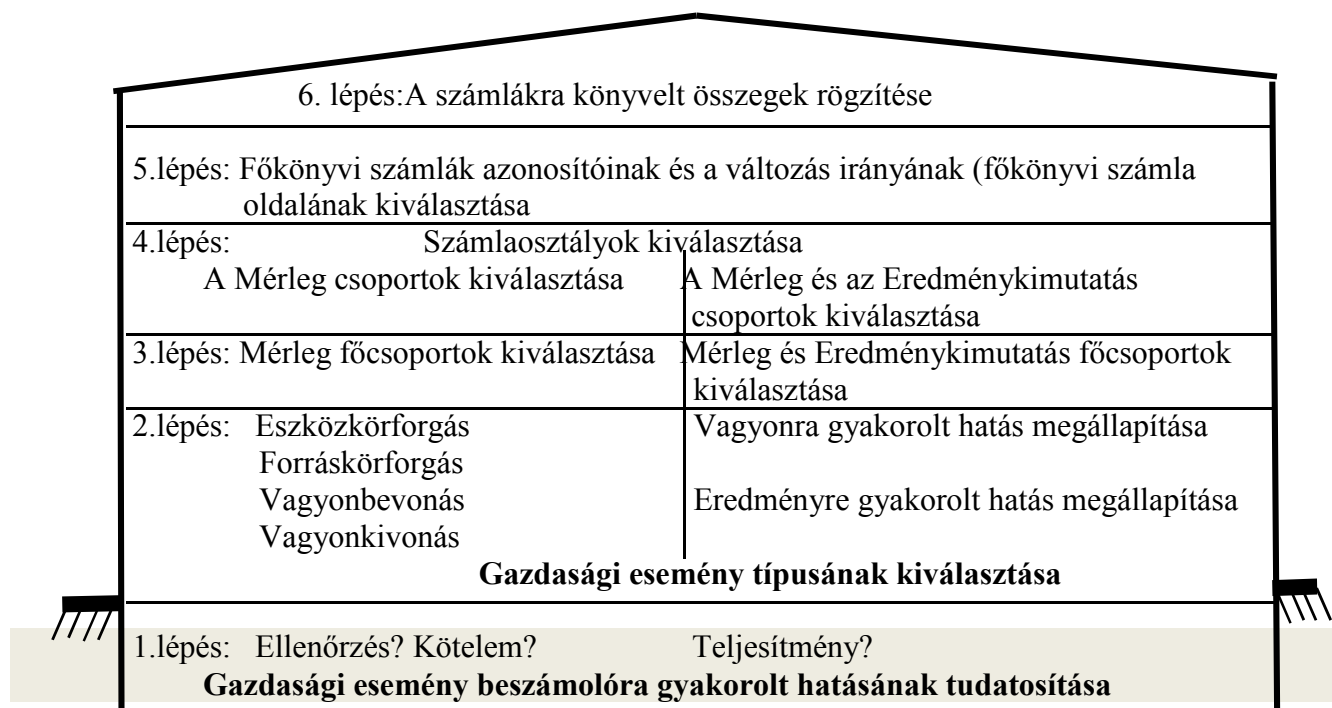 6. lépés:A számlákra könyvelt összegek rögzítése
5.lépés: Főkönyvi számlák azonosítóinak és a változás irányának (főkönyvi számla
oldalának kiválasztása
4.lépés: Számlaosztályok kiválasztása
A Mérleg csoportok kiválasztása A Mérleg és az Eredménykimutatás
csoportok kiválasztása
3.lépés: Mérleg főcsoportok kiválasztása Mérleg és Eredménykimutatás főcsoportok
kiválasztása
2.lépés: Eszközkörforgás Vagyonra gyakorolt hatás megállapítása
Forráskörforgás
Vagyonbevonás Eredményre gyakorolt hatás megállapítása
Vagyonkivonás
Gazdasági esemény típusának kiválasztása
1.lépés: Ellenőrzés? Kötelem? Teljesítmény?
Gazdasági esemény beszámolóra gyakorolt hatásának tudatosítása